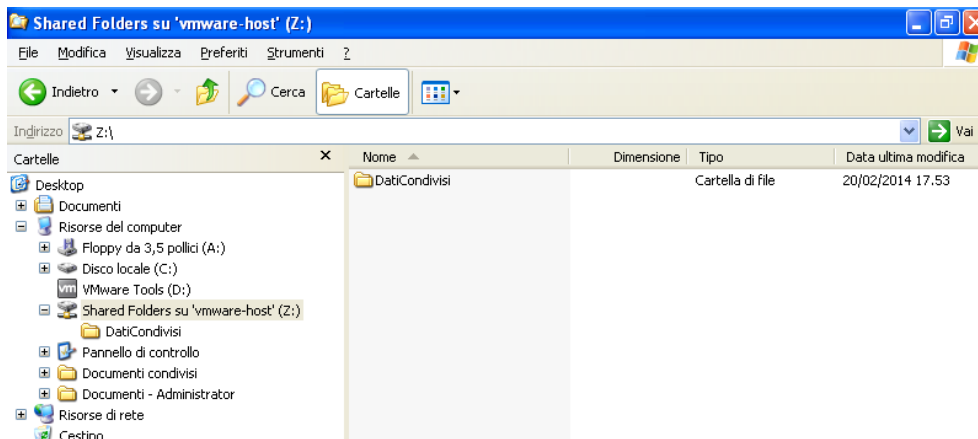 Shared Folders su 'vmware-host' (Z:)
File Modifica Visualizza Preferiti Strumenti ?
Indietro Cerca Cartelle
Indirizzo Z:\ Vai
Cartelle
Nome Dimensione Tipo Data ultima modifica
DatiCondivisi Cartella di file 20/02/2014 17.53
Desktop
Documenti
Risorse del computer
Floppy da 3,5 pollici (A:)
Disco locale (C:)
vm VMware Tools (D:)
Shared Folders su 'vmware-host' (Z:)
DatiCondivisi
Pannello di controllo
Documenti condivisi
Documenti - Administrator
Risorse di rete
Cestino